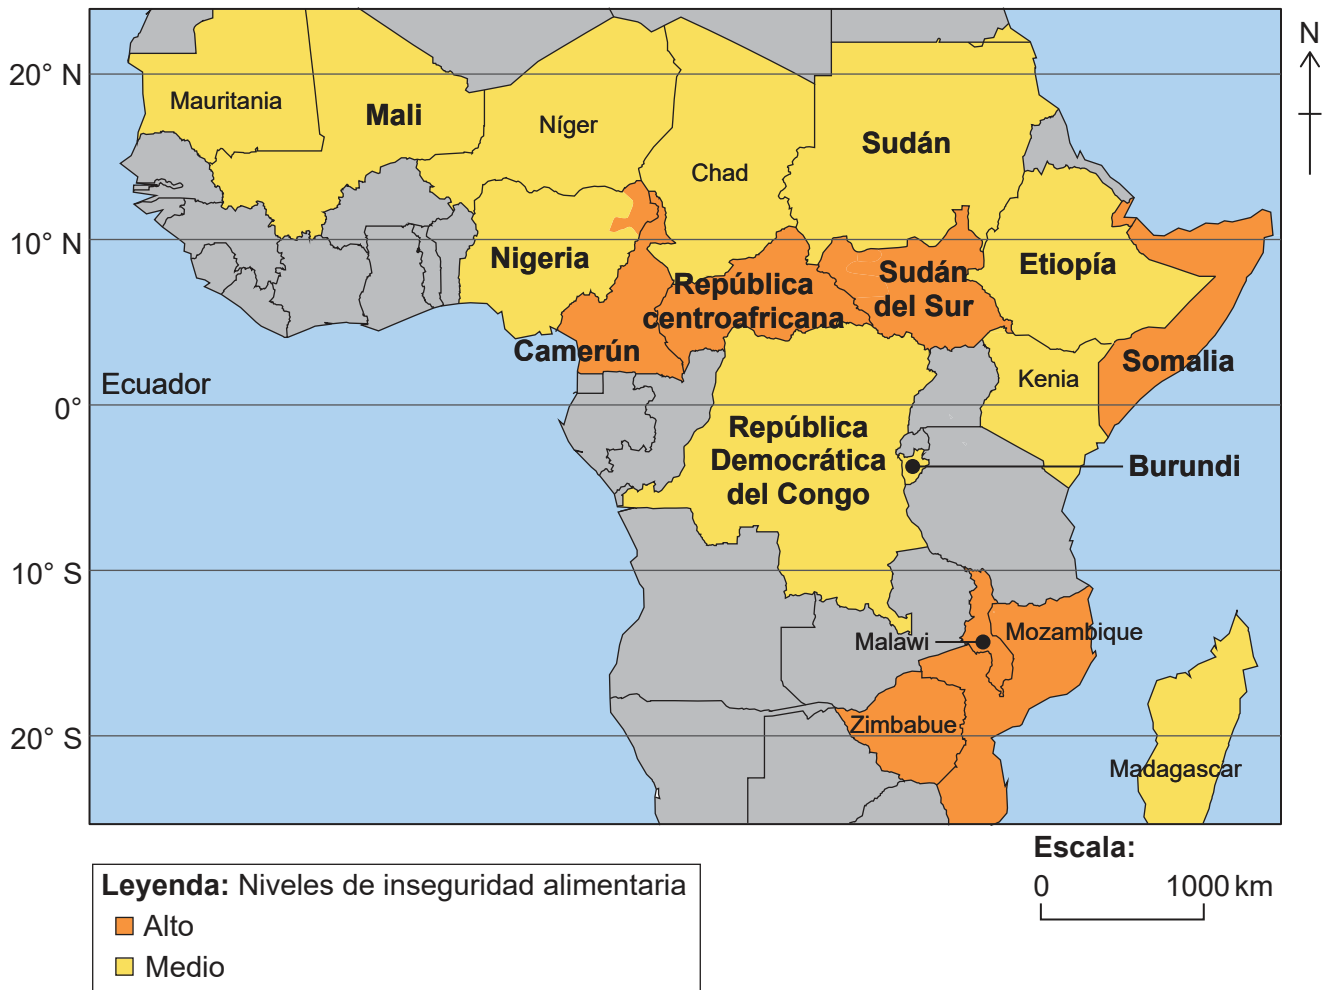 N
20° N
Mauritania
Mali
Níger
Chad
Sudán
10° N
Nigeria
Etiopía
República
centroafricana
Sudán
del Sur
Camerún
Somalia
Kenia
Ecuador
0°
República
Democrática
del Congo
Burundi
10° S
Malawi
Mozambique
Zimbabue
20° S
Madagascar
Escala:
0 1000 km
Leyenda: Niveles de inseguridad alimentaria
Alto
Medio